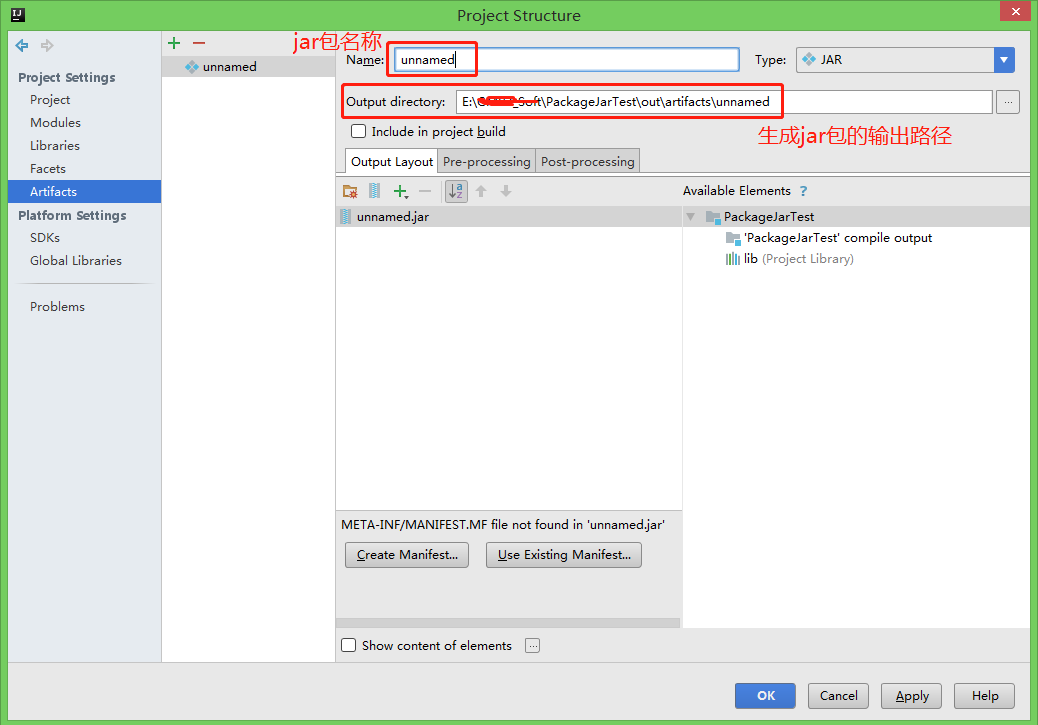 Project Structure
Project Settings
Project
Modules
Libraries
Facets
Artifacts
Platform Settings
SDKs
Global Libraries
Problems
unnamed
jar包名称
Name: unnamed
Type: JAR
Output directory: E:\ _Soft\PackageJarTest\out\artifacts\unnamed
...
生成jar包的输出路径
Include in project build
Output Layout Pre-processing Post-processing
Available Elements ?
unnamed.jar
PackageJarTest
'PackageJarTest' compile output
lib (Project Library)
META-INF/MANIFEST.MF file not found in 'unnamed.jar'
Create Manifest... Use Existing Manifest...
Show content of elements ...
OK Cancel Apply Help